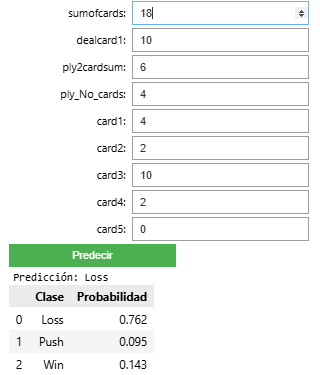 sumofcards: 18
dealcard1: 10
ply2cardsum: 6
ply_No_cards: 4
card1: 4
card2: 2
card3: 10
card4: 2
card5: 0
Predecir
Predicción: Loss
Clase Probabilidad
0 Loss 0.762
1 Push 0.095
2 Win 0.143